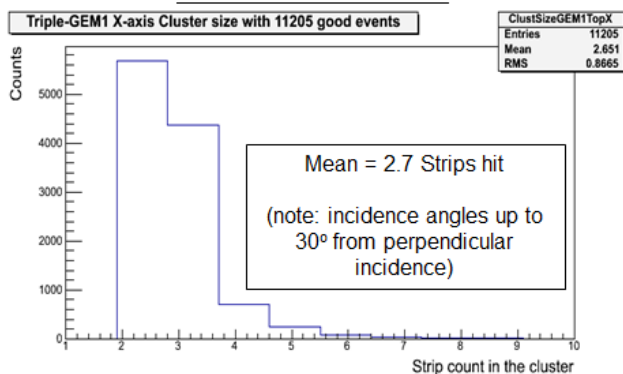 Triple-GEM1 X-axis Cluster size with 11205 good events
ClustSizeGEM1TopX
Entries 11205
Mean 2.651
RMS 0.8665
Counts
5000
4000
3000
2000
1000
0
Mean = 2.7 Strips hit
(note: incidence angles up to
30º from perpendicular
incidence)
1 2 3 4 5 6 7 8 9 10
Strip count in the cluster